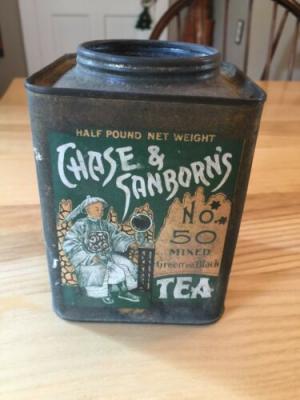 HALF POUND NET WEIGHT
CHASE &
SANBORN'S
No.
50
MIXED
Green and Black
TEA